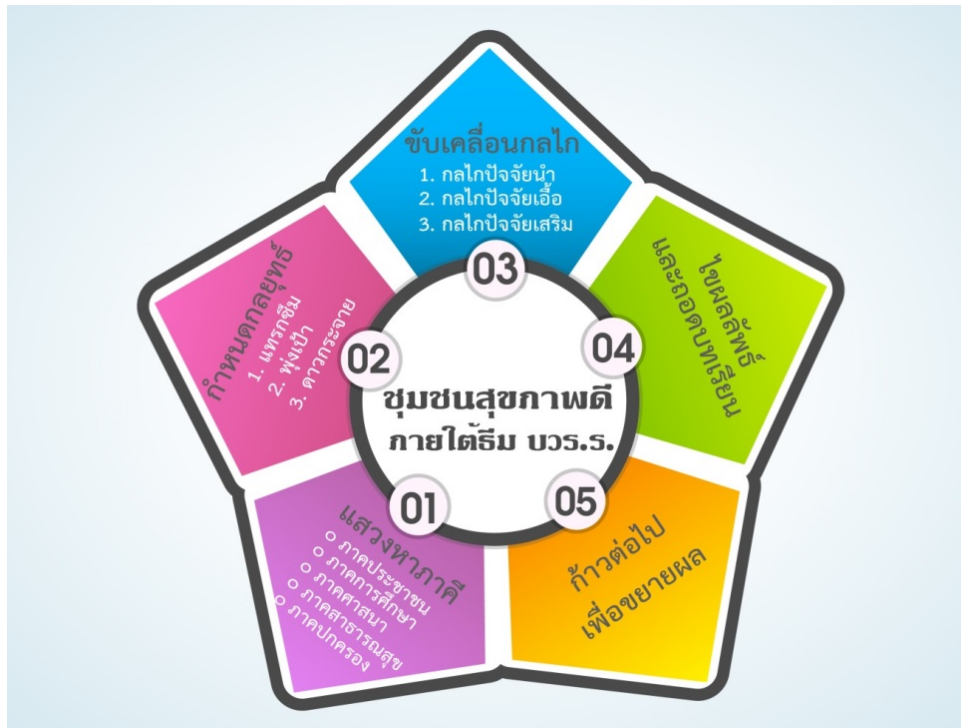 ชุมชนสุขภาพดี
ภายใต้ธีม บวร.ร.
01
แสวงหาภาคี
o ภาคประชาชน
o ภาคการศึกษา
o ภาคศาสนา
o ภาคสาธารณสุข
o ภาคปกครอง
02
กำหนดกลยุทธ์
1. แทรกซึม
2. พุ่งเป้า
3. ดาวกระจาย
03
ขับเคลื่อนกลไก
1. กลไกปัจจัยนำ
2. กลไกปัจจัยเอื้อ
3. กลไกปัจจัยเสริม
04
ไขผลลัพธ์
และถอดบทเรียน
05
ก้าวต่อไป
เพื่อขยายผล